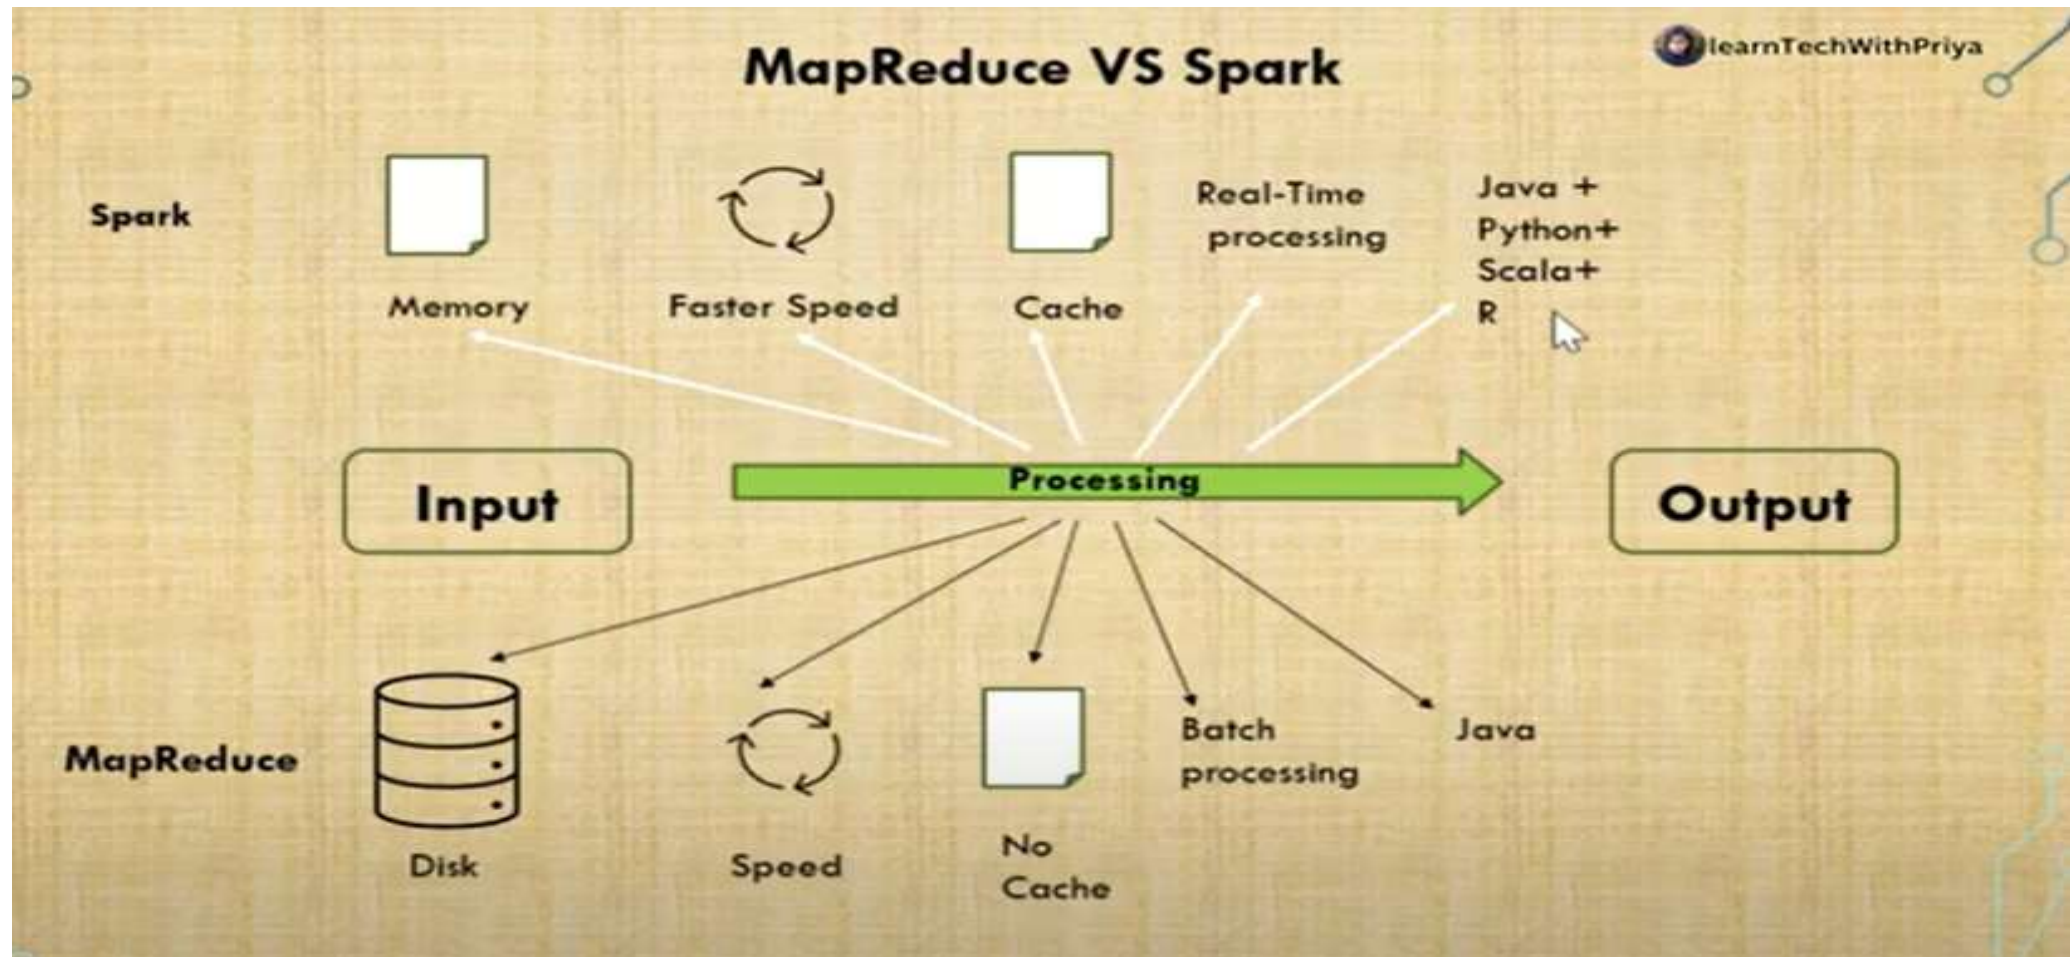 MapReduce VS Spark
learnTechWithPriya
Spark
Memory
Faster Speed
Cache
Real-Time
processing
Java +
Python+
Scala+
R
Input
Processing
Output
MapReduce
Disk
Speed
No
Cache
Batch
processing
Java